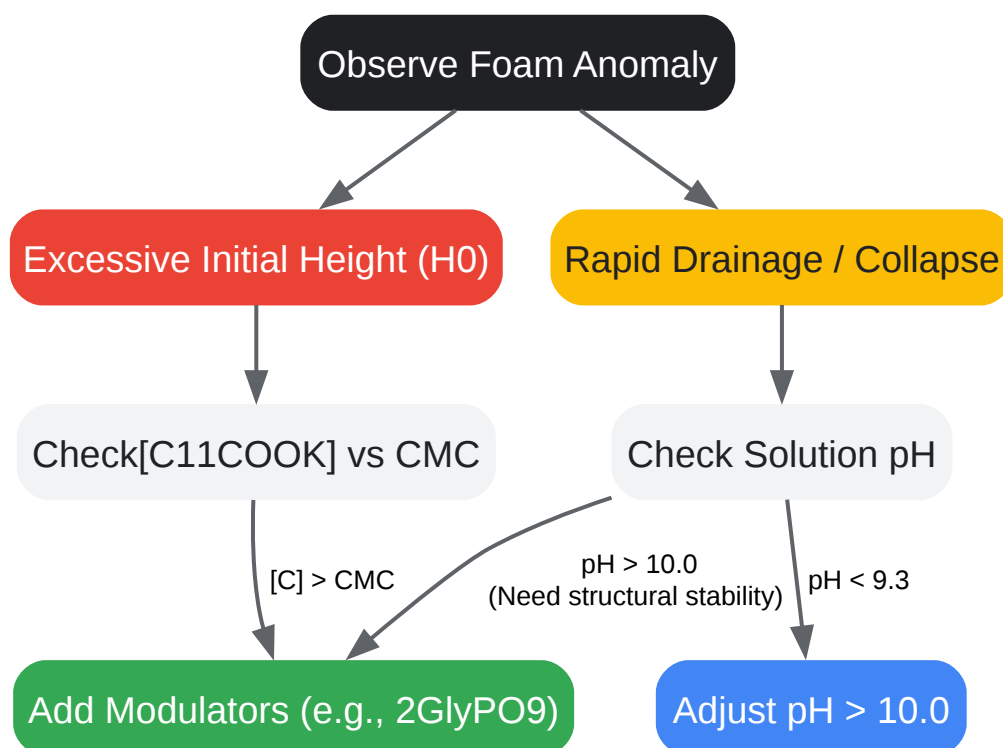 Observe Foam Anomaly
Excessive Initial Height (H0)
Rapid Drainage / Collapse
Check[C11COOK] vs CMC
Check Solution pH
[C] > CMC
pH > 10.0
(Need structural stability)
pH < 9.3
Add Modulators (e.g., 2GlyPO9)
Adjust pH > 10.0